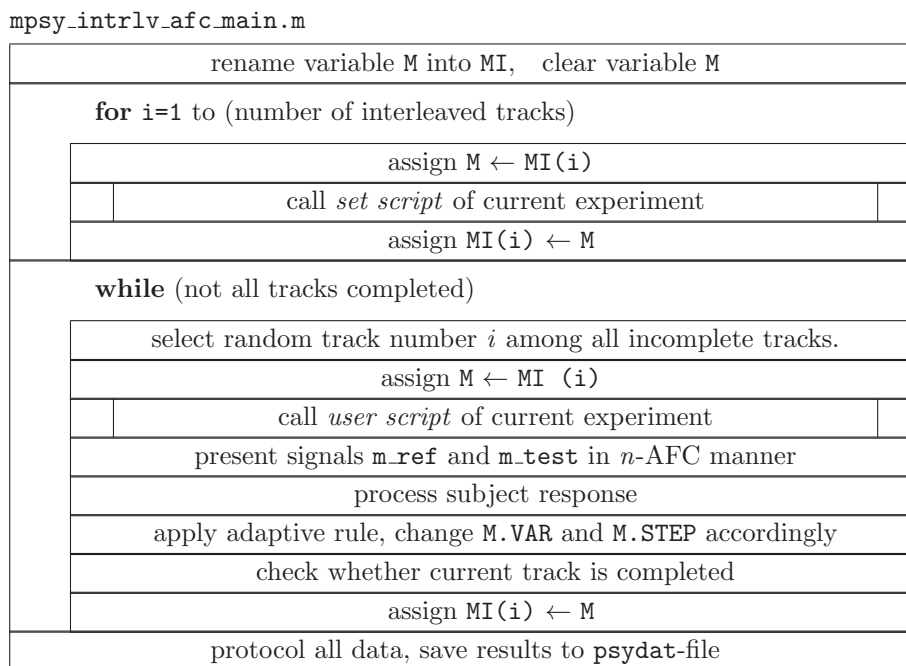 mpsy_intrlv_afc_main.m
rename variable M into MI, clear variable M
for i=1 to (number of interleaved tracks)
assign M ← MI(i)
call set script of current experiment
assign MI(i) ← M
while (not all tracks completed)
select random track number i among all incomplete tracks.
assign M ← MI (i)
call user script of current experiment
present signals m_ref and m_test in n-AFC manner
process subject response
apply adaptive rule, change M.VAR and M.STEP accordingly
check whether current track is completed
assign MI(i) ← M
protocol all data, save results to psydat-file